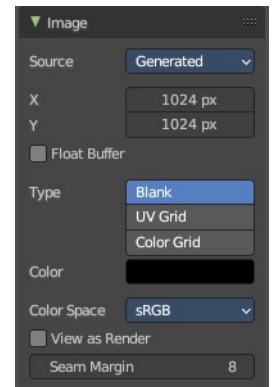 Image
Source Generated
X 1024 px
Y 1024 px
Float Buffer
Type Blank
UV Grid
Color Grid
Color
Color Space sRGB
View as Render
Seam Margin 8